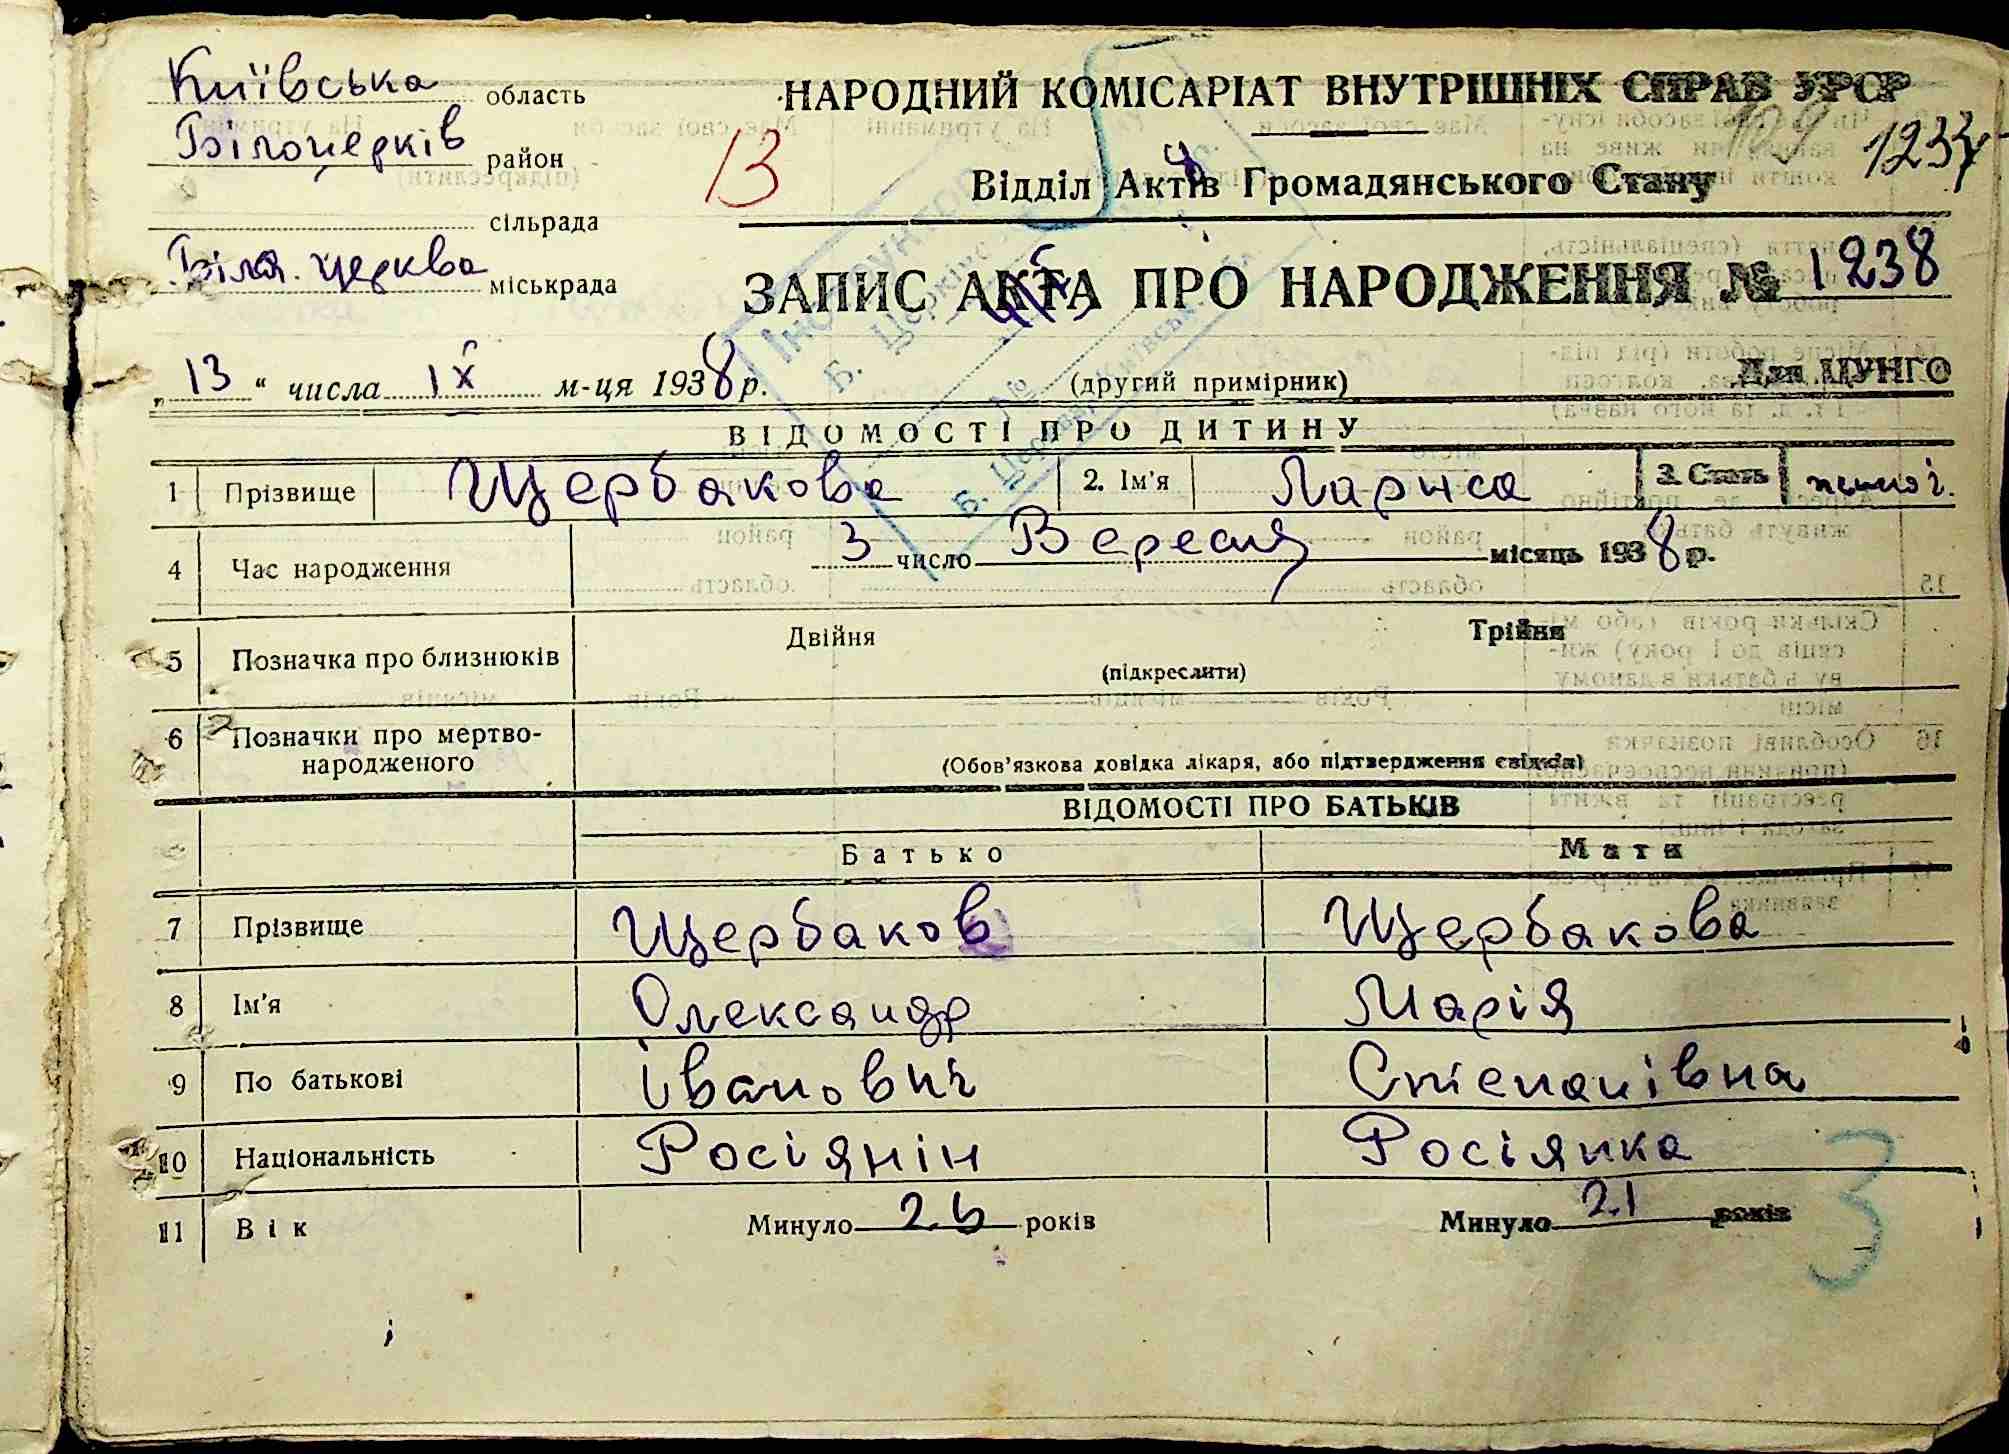 Київська область
Білоцерків район
сільрада
Біла церква міськрада
НАРОДНИЙ КОМІСАРІАТ ВНУТРІШНІХ СПРАВ УРСР
13
1237
Відділ Актів Громадянського Стану
ЗАПИС АКТА ПРО НАРОДЖЕННЯ № 1238
„ 13 “ числа IX м-ця 1938 р. (другий примірник) Для ЦУНГО
ВІДОМОСТІ ПРО ДИТИНУ
1 Прізвище Щербакова 2. Ім'я Лариса 3. Стать жіночі.
4 Час народження 3 число Вересня місяць 1938 р.
5 Позначка про близнюків Двійня Трійня
(підкреслити)
6 Позначки про мертво-
народженого (Обов'язкова довідка лікаря, або підтвердження свідків)
ВІДОМОСТІ ПРО БАТЬКІВ
Батько Мати
7 Прізвище Щербаков Щербакова
8 Ім'я Олександр Марія
9 По батькові Іванович Степанівна
10 Національність Росіянін Росіянка
11 Вік Минуло 26 років Минуло 21 років
3